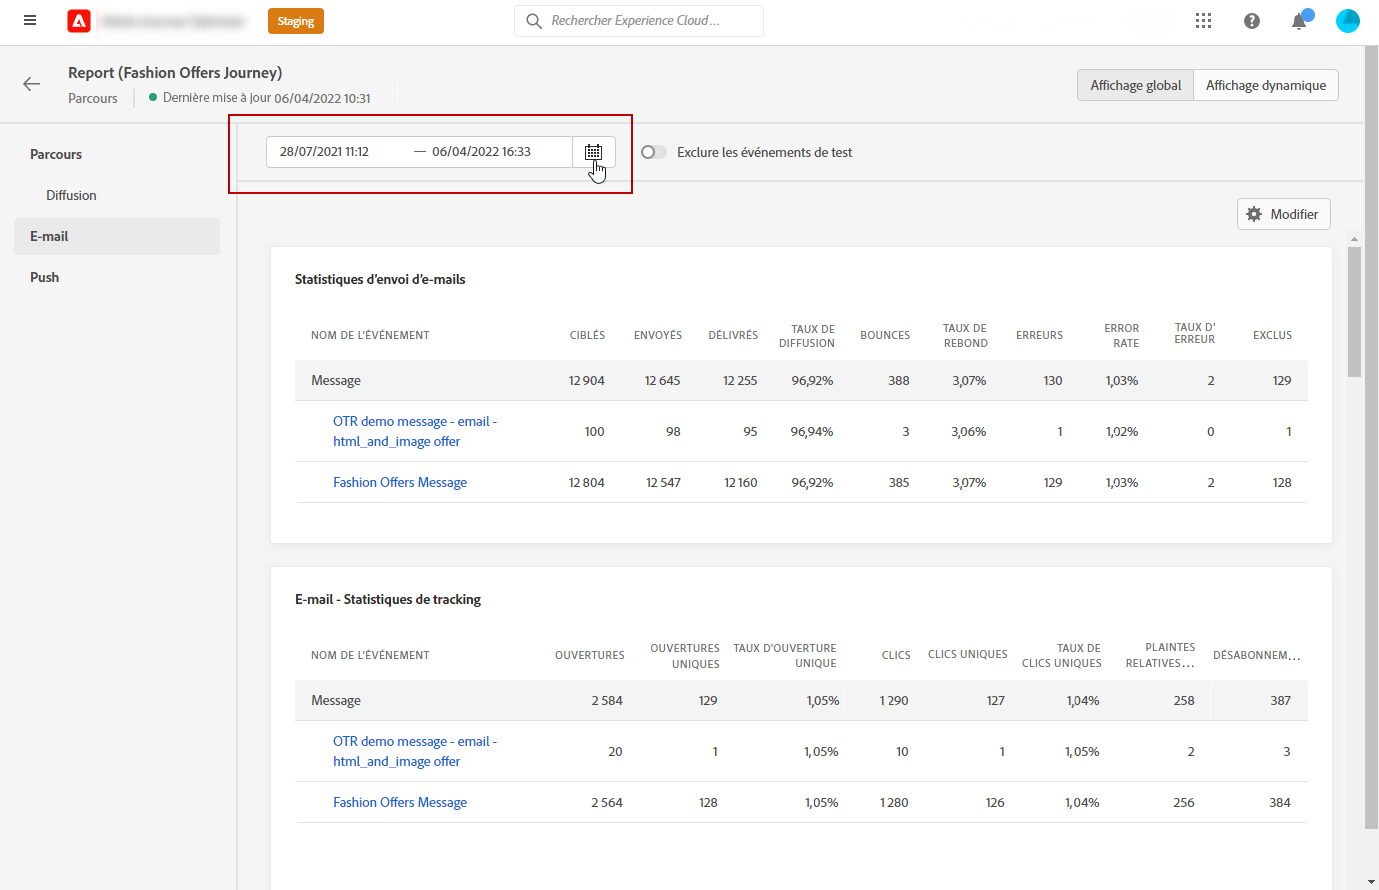 Staging
Rechercher Experience Cloud ...
Report (Fashion Offers Journey)
Parcours
Dernière mise à jour 06/04/2022 10:31
Affichage global
Affichage dynamique
Parcours
Diffusion
E-mail
Push
28/07/2021 11:12 — 06/04/2022 16:33
Exclure les événements de test
Modifier
Statistiques d'envoi d'e-mails
NOM DE L'ÉVÉNEMENT CIBLÉS ENVOYÉS DÉLIVRÉS TAUX DE DIFFUSION BOUNCES TAUX DE REBOND ERREURS ERROR RATE TAUX D' ERREUR EXCLUS
Message 12 904 12 645 12 255 96,92% 388 3,07% 130 1,03% 2 129
OTR demo message - email -
html_and_image offer 100 98 95 96,94% 3 3,06% 1 1,02% 0 1
Fashion Offers Message 12 804 12 547 12 160 96,92% 385 3,07% 129 1,03% 2 128
E-mail - Statistiques de tracking
NOM DE L'ÉVÉNEMENT OUVERTURES OUVERTURES UNIQUES TAUX D'OUVERTURE UNIQUE CLICS CLICS UNIQUES TAUX DE CLICS UNIQUES PLAINTES RELATIVES... DÉSABONNEM...
Message 2 584 129 1,05% 1 290 127 1,04% 258 387
OTR demo message - email -
html_and_image offer 20 1 1,05% 10 1 1,05% 2 3
Fashion Offers Message 2 564 128 1,05% 1 280 126 1,04% 256 384